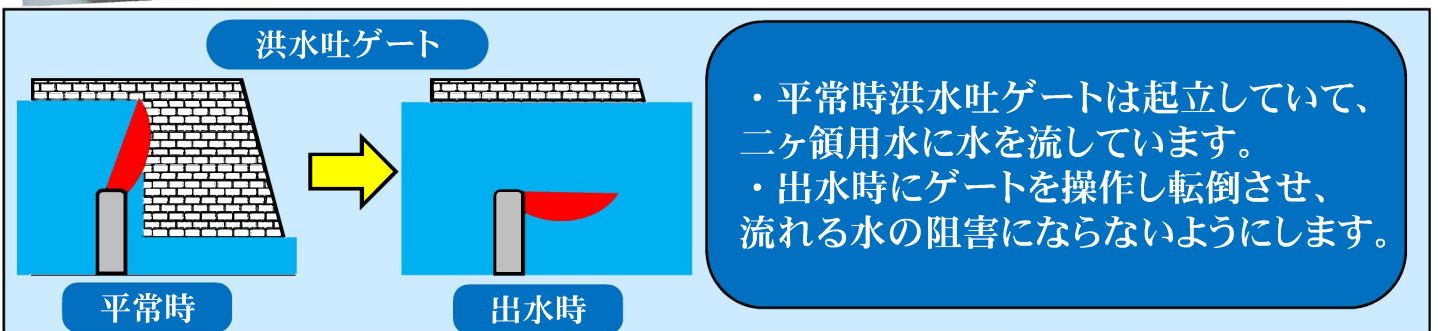 洪水吐ゲート
平常時
出水時
・平常時洪水吐ゲートは起立していて、
二ヶ領用水に水を流しています。
・出水時にゲートを操作し転倒させ、
流れる水の阻害にならないようにします。